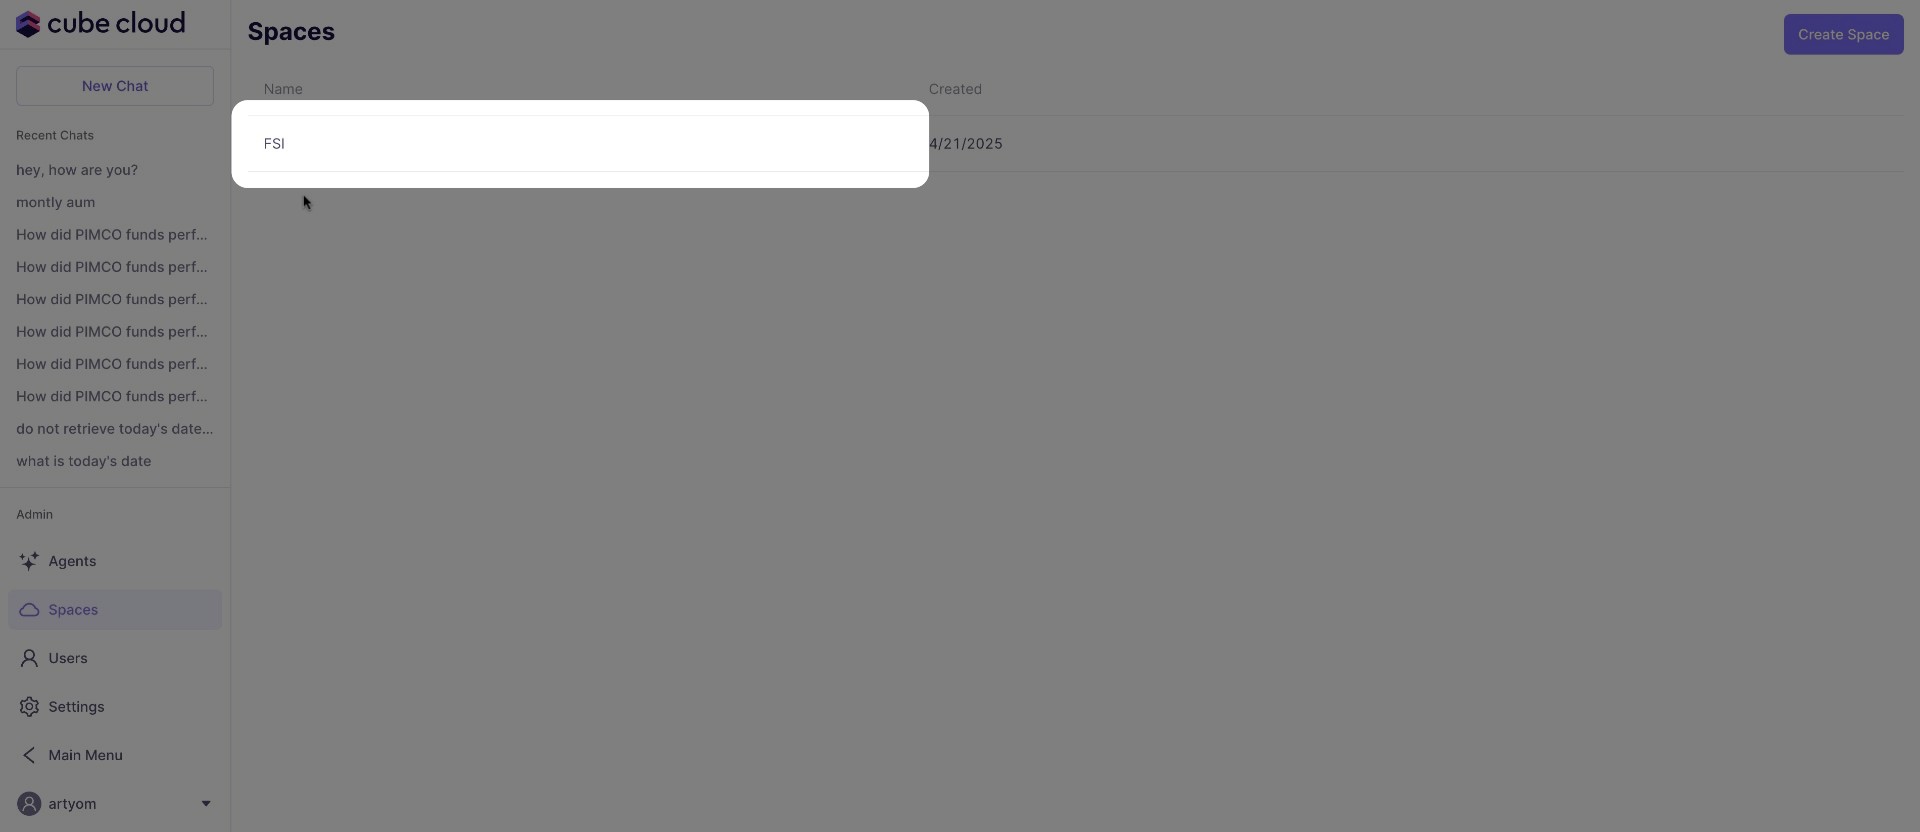 cube cloud
New Chat
Recent Chats
hey, how are you?
montly aum
How did PIMCO funds perf...
How did PIMCO funds perf...
How did PIMCO funds perf...
How did PIMCO funds perf...
How did PIMCO funds perf...
How did PIMCO funds perf...
do not retrieve today's date...
what is today's date
Admin
Agents
Spaces
Users
Settings
Main Menu
artyom
Spaces
Create Space
Name Created
FSI 4/21/2025